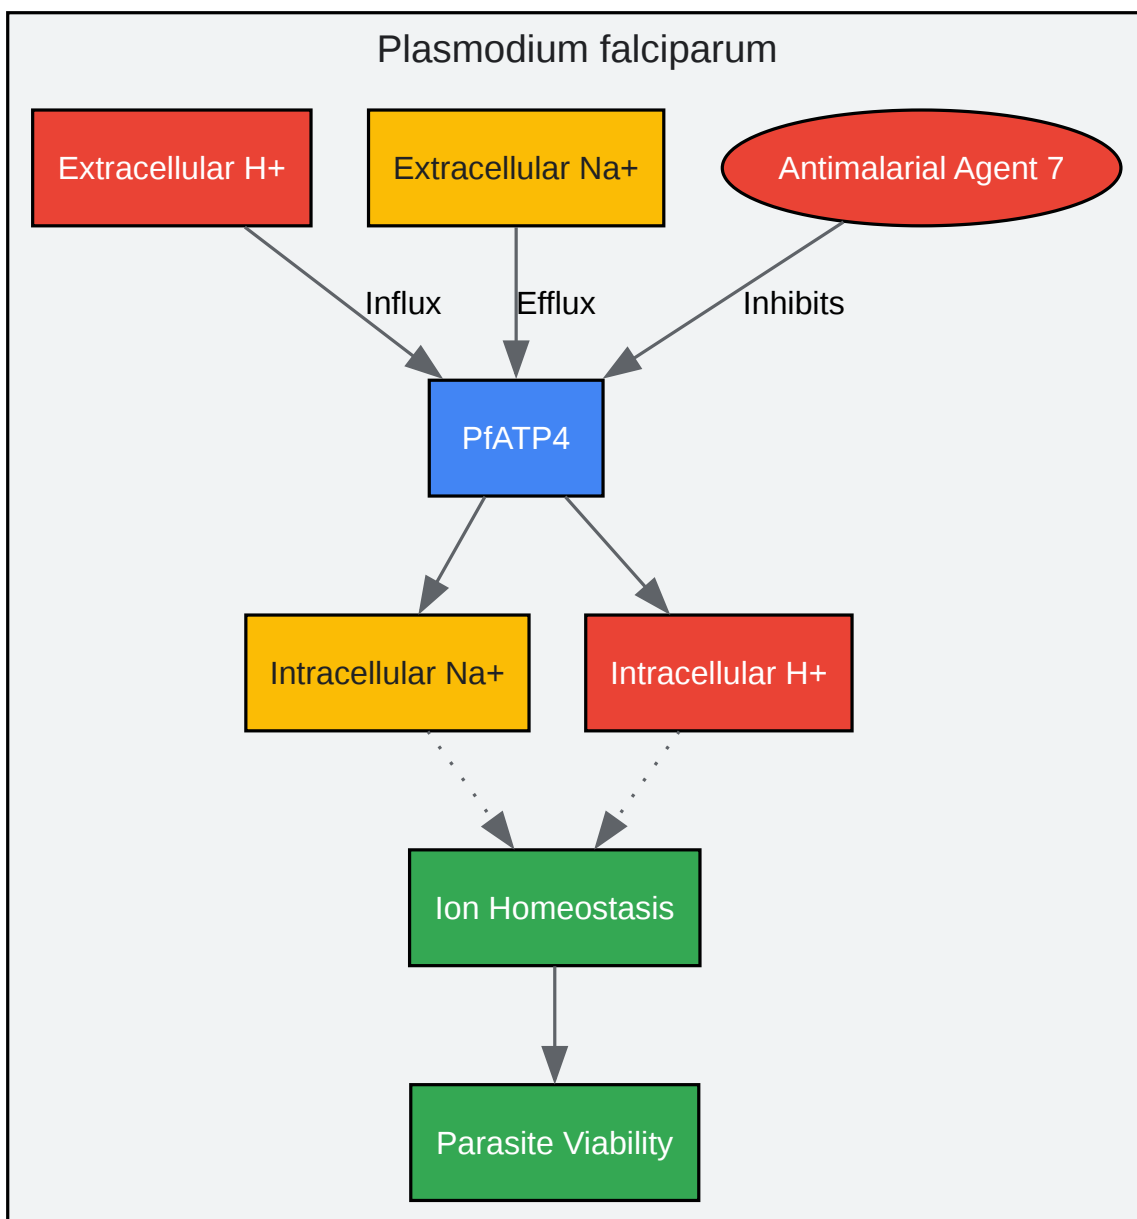 Plasmodium falciparum
Extracellular H+
Extracellular Na+
Antimalarial Agent 7
Influx
Efflux
Inhibits
PfATP4
Intracellular Na+
Intracellular H+
Ion Homeostasis
Parasite Viability